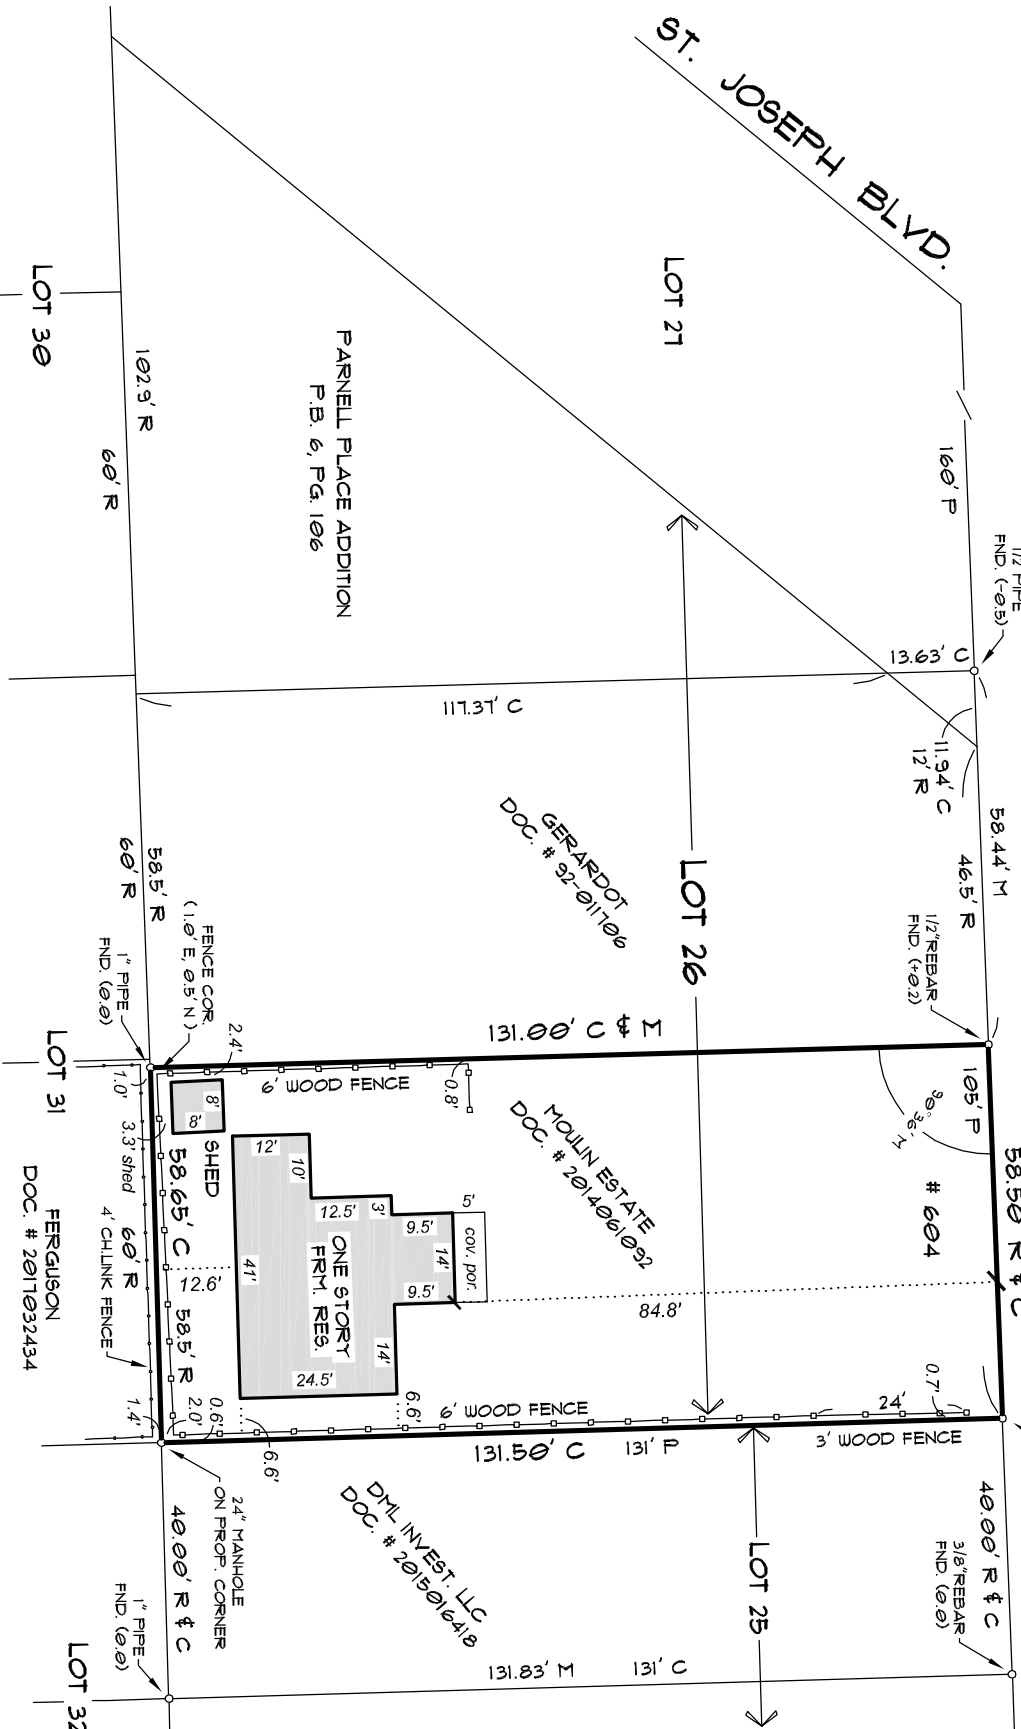 ST. JOSEPH BLVD.
LOT 27
LOT 30
102.9' R
60' R
PARNELL PLACE ADDITION
P.B. 6, PG. 106
160' P
1/2" PIPE
FND. (-0.5)
13.63' C
117.37' C
11.94' C
12' R
58.44' M
46.5' R
GERARDOT
DOC. # 92-011706
LOT 26
58.5' R
60' R
1/2" REBAR
FND. (+0.2)
FENCE COR.
(1.0' E, 0.5' N)
1" PIPE
FND. (0.0)
LOT 31
131.00' C & M
2.4'
6' WOOD FENCE
0.8'
1.0'
3.3' shed
8'
8'
SHED
105' P
90° 36' M
58.50' R & C
# 604
MOULIN ESTATE
DOC. # 2014061092
12'
10'
12.5'
3'
9.5'
5'
cov. por.
14'
9.5'
41'
ONE STORY
FRM. RES.
14'
24.5'
84.8'
58.65' C
12.6'
58.5' R
60' R
4' CH.LINK FENCE
FERGUSON
DOC. # 2017032434
1.4'
2.0'
0.6'
6.6'
6.6'
6' WOOD FENCE
24'
0.7'
131.50' C
131' P
3' WOOD FENCE
24" MANHOLE
ON PROP. CORNER
40.00' R & C
1" PIPE
FND. (0.0)
LOT 32
DML INVEST. LLC
DOC. # 2015016418
LOT 25
40.00' R & C
3/8" REBAR
FND. (0.0)
131.83' M
131' C